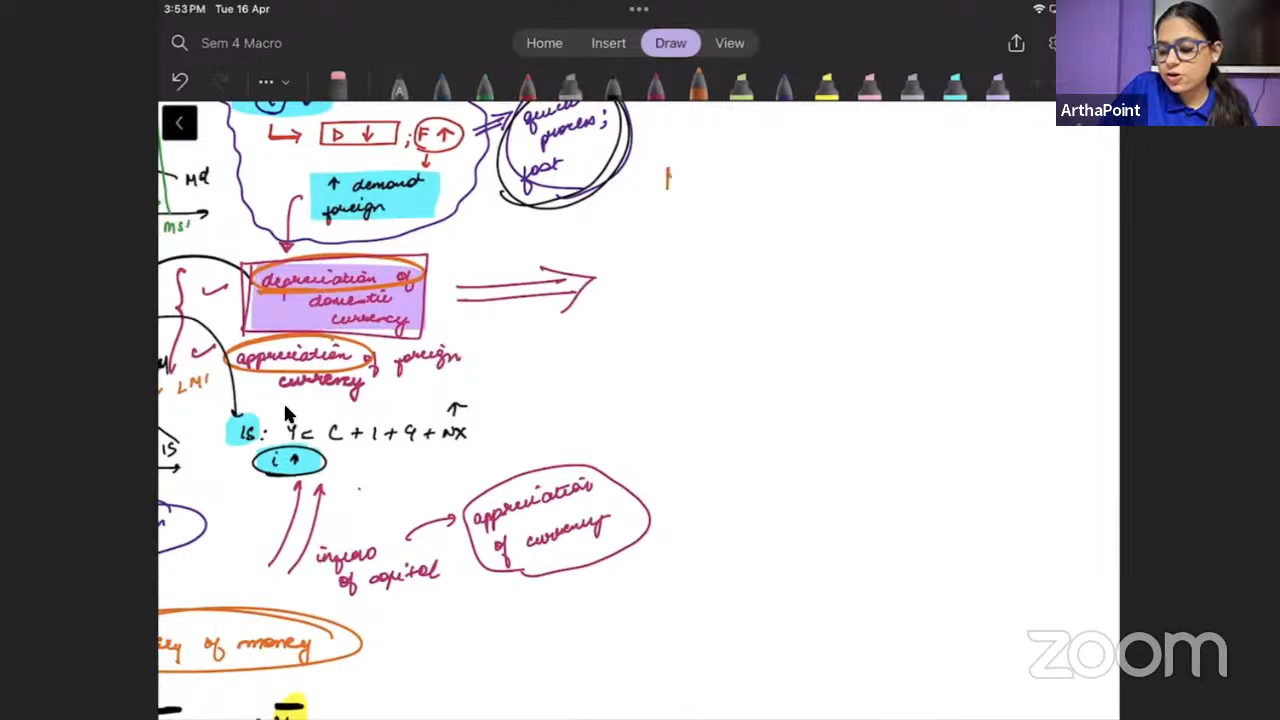 3:53 PM Tue 16 Apr
Sem 4 Macro
Home Insert Draw View
A
ArthaPoint
quick
process;
fast
D ↓ ; F ↑
↑ demand
foreign
Md
MS'
depreciation of
domestic
currency
appreciation of foreign
currency
LM'
IS: Y = C + I + G + NX ↑
i ↑
IS
appreciation
of currency
inflow
of capital
of money
zoom